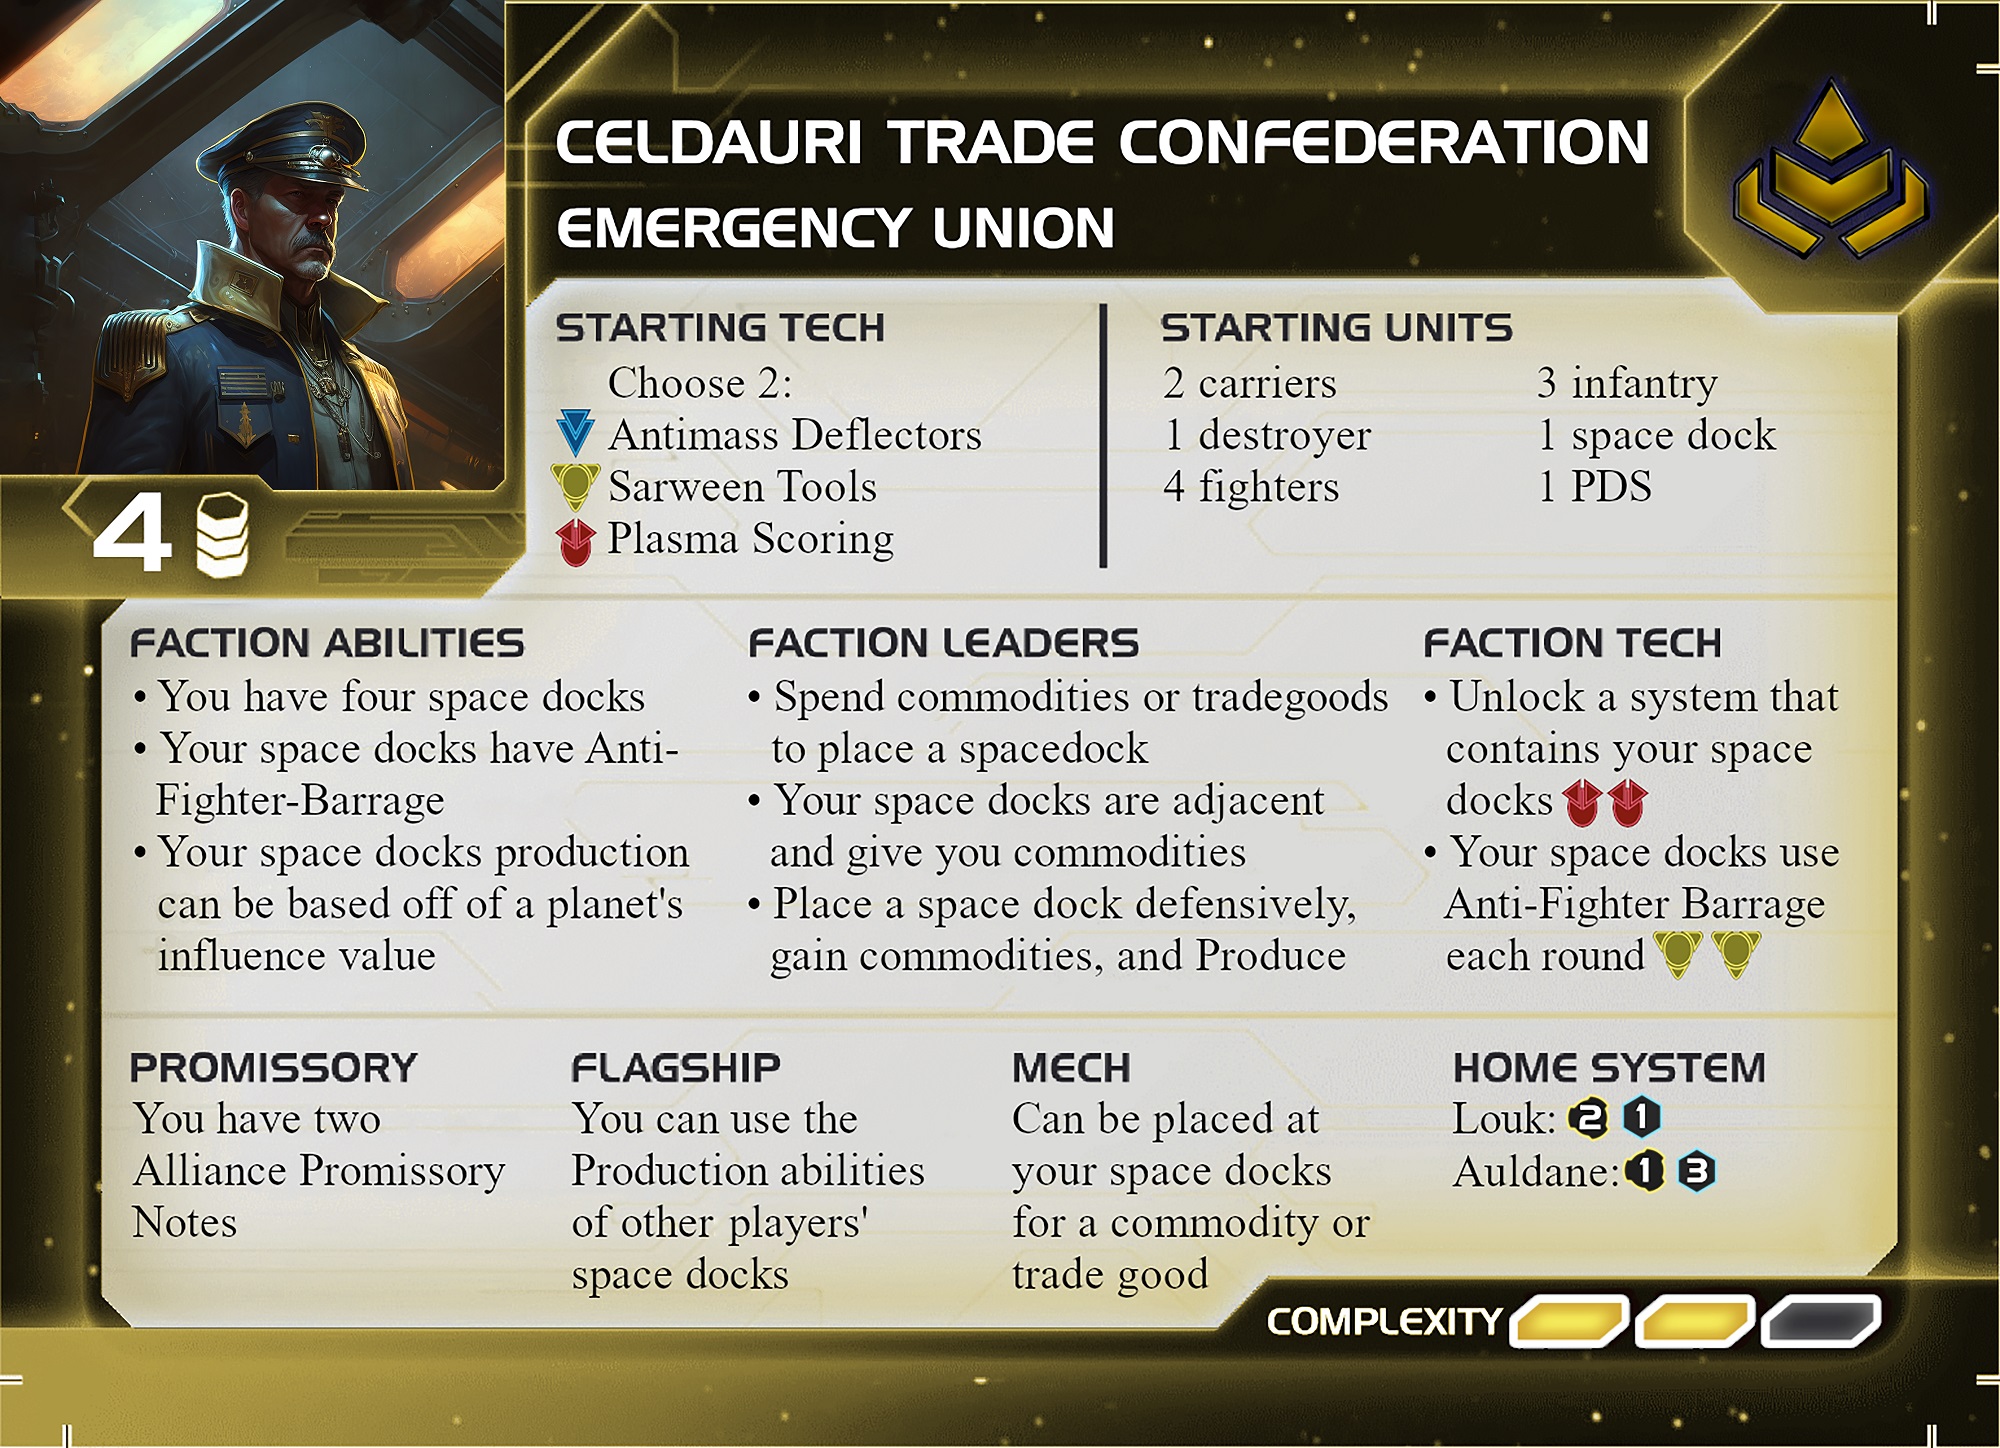 CELDAURI TRADE CONFEDERATION
EMERGENCY UNION
4
STARTING TECH
Choose 2:
Antimass Deflectors
Sarween Tools
Plasma Scoring
STARTING UNITS
2 carriers
1 destroyer
4 fighters
3 infantry
1 space dock
1 PDS
FACTION ABILITIES
• You have four space docks
• Your space docks have Anti-
Fighter-Barrage
• Your space docks production
can be based off of a planet's
influence value
FACTION LEADERS
• Spend commodities or tradegoods
to place a spacedock
• Your space docks are adjacent
and give you commodities
• Place a space dock defensively,
gain commodities, and Produce
FACTION TECH
• Unlock a system that
contains your space
docks
• Your space docks use
Anti-Fighter Barrage
each round
PROMISSORY
You have two
Alliance Promissory
Notes
FLAGSHIP
You can use the
Production abilities
of other players'
space docks
MECH
Can be placed at
your space docks
for a commodity or
trade good
HOME SYSTEM
Louk: 2 1
Auldane: 1 3
COMPLEXITY